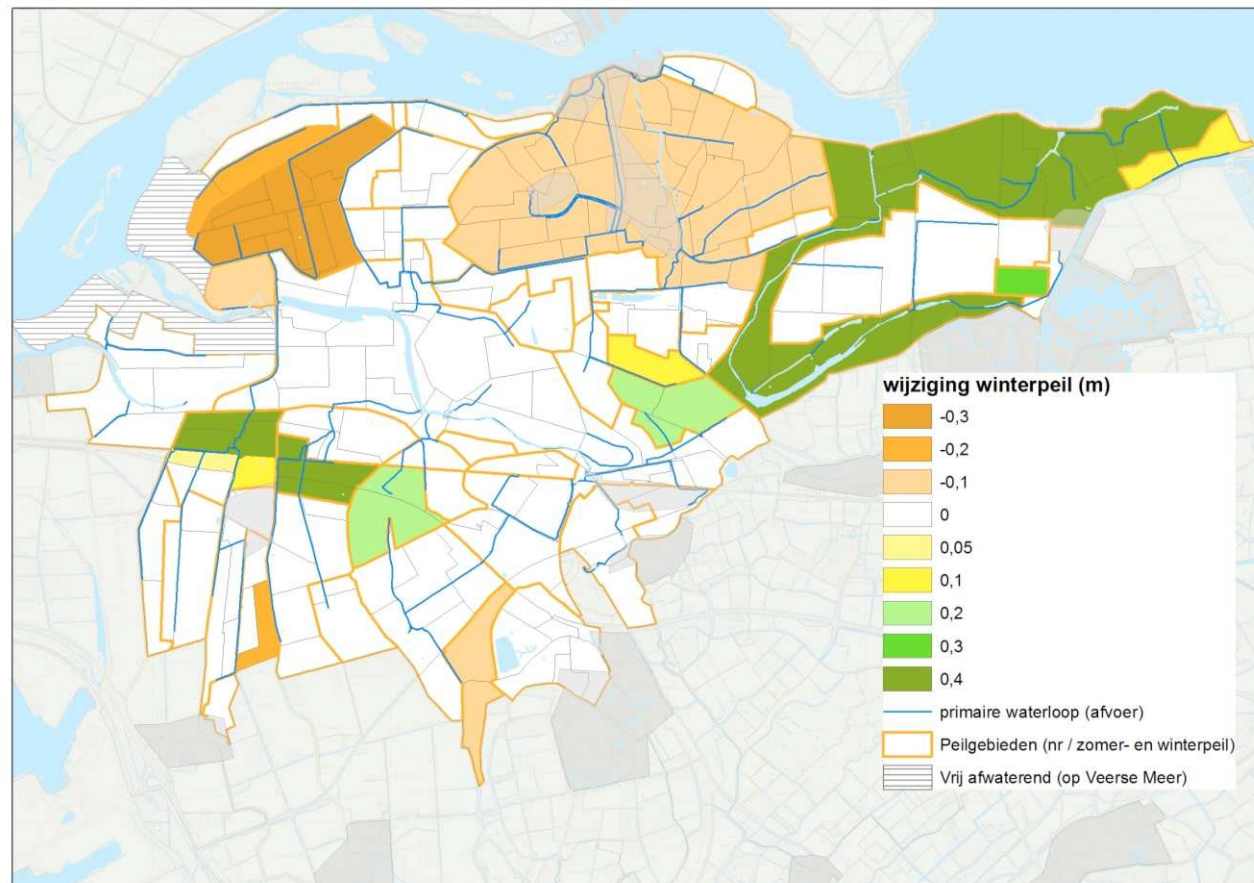 wijziging winterpeil (m)
-0,3
-0,2
-0,1
0
0,05
0,1
0,2
0,3
0,4
primaire waterloop (afvoer)
Peilgebieden (nr / zomer- en winterpeil)
Vrij afwaterend (op Veerse Meer)